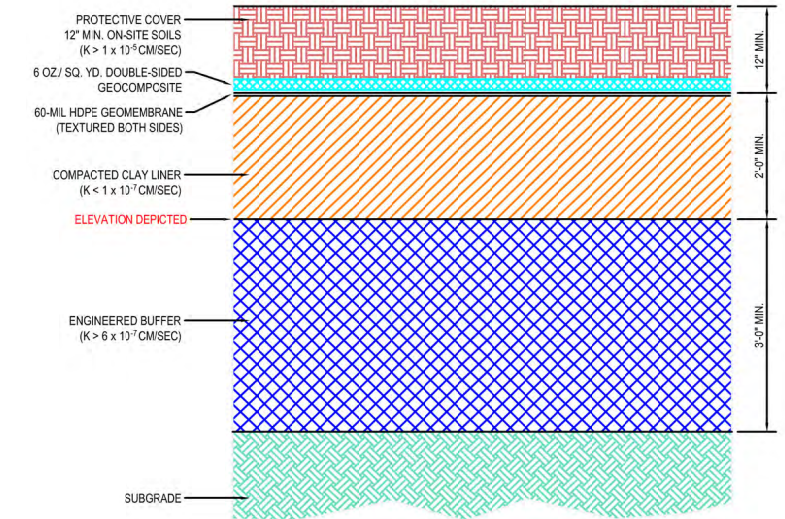 PROTECTIVE COVER
12" MIN. ON-SITE SOILS
(K > 1 x 10⁻⁵ CM/SEC)
6 OZ./ SQ. YD. DOUBLE-SIDED
GEOCOMPOSITE
60-MIL HDPE GEOMEMBRANE
(TEXTURED BOTH SIDES)
COMPACTED CLAY LINER
(K < 1 x 10⁻⁷ CM/SEC)
ELEVATION DEPICTED
ENGINEERED BUFFER
(K > 6 x 10⁻⁷ CM/SEC)
SUBGRADE
12" MIN.
2'-0" MIN.
3'-0" MIN.